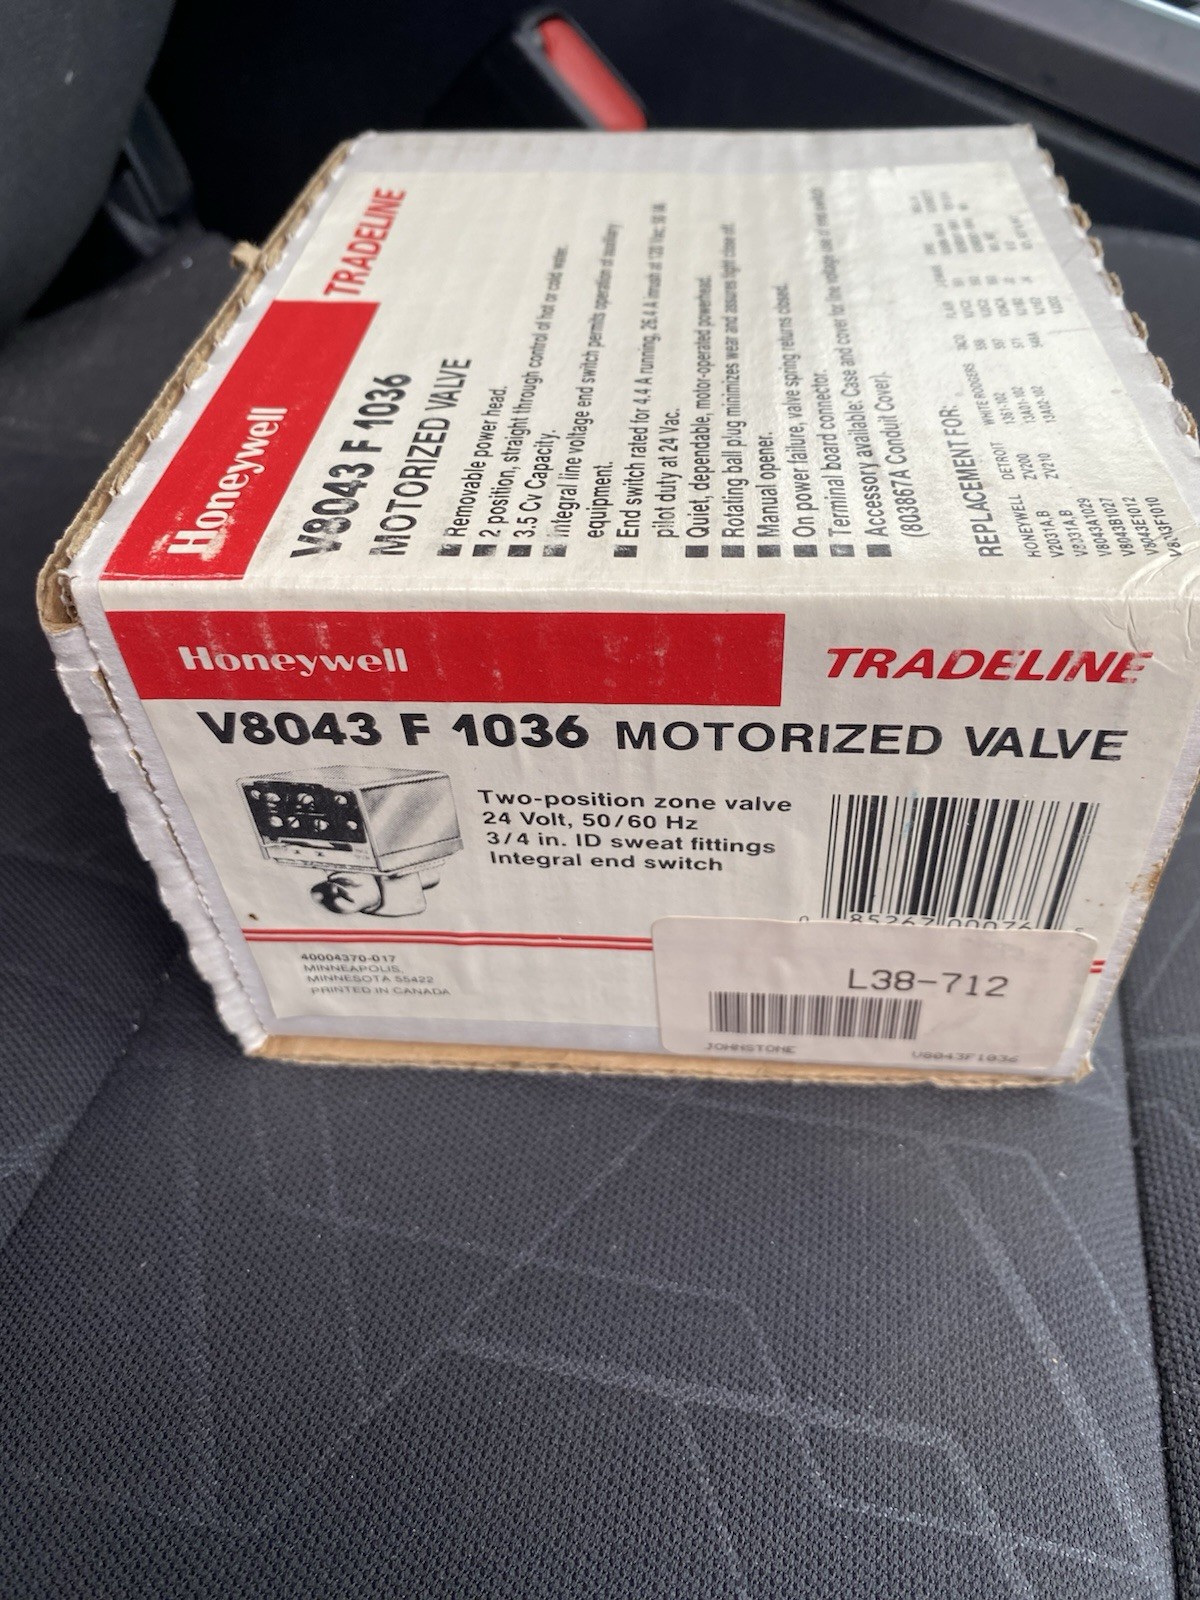 Honeywell
TRADELINE
V8043 F 1036
MOTORIZED VALVE
Removable power head.
2 position, straight through control of hot or cold water.
3.5 Cv Capacity.
Integral line voltage end switch permits operation of auxiliary
equipment.
End switch rated for 4.4 A running, 26.4 A inrush at 120 Vac; 50 VA
pilot duty at 24 Vac.
Quiet, dependable, motor-operated powerhead.
Rotating ball plug minimizes wear and assures tight close off.
Manual opener.
On power failure, valve spring returns closed.
Terminal board connector.
Accessory available: Case and cover for line voltage use of end switch
(803867A Conduit Cover).
REPLACEMENT FOR:
HONEYWELL DETROIT WHITE RODGERS
V2031A,B ZV200 1361-102
V8031A,B ZV210
V8043A1029
V8043B1027
V8043E1012
Honeywell TRADELINE
V8043 F 1036 MOTORIZED VALVE
Two-position zone valve
24 Volt, 50/60 Hz
3/4 in. ID sweat fittings
Integral end switch
85267 00076
40004370-017
MINNEAPOLIS,
MINNESOTA 55422
PRINTED IN CANADA
L38-712
JOHNSTONE V8043F1036